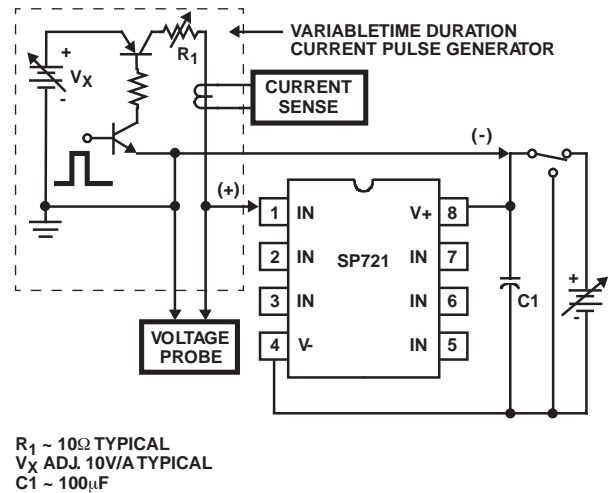 VARIABLETIME DURATION
CURRENT PULSE GENERATOR
+
VX
-
R1
CURRENT
SENSE
(-)
(+)
1 IN V+ 8
2 IN SP721 IN 7
3 IN IN 6
4 V- IN 5
C1
+
-
VOLTAGE
PROBE
R1 ~ 10Ω TYPICAL
VX ADJ. 10V/A TYPICAL
C1 ~ 100μF